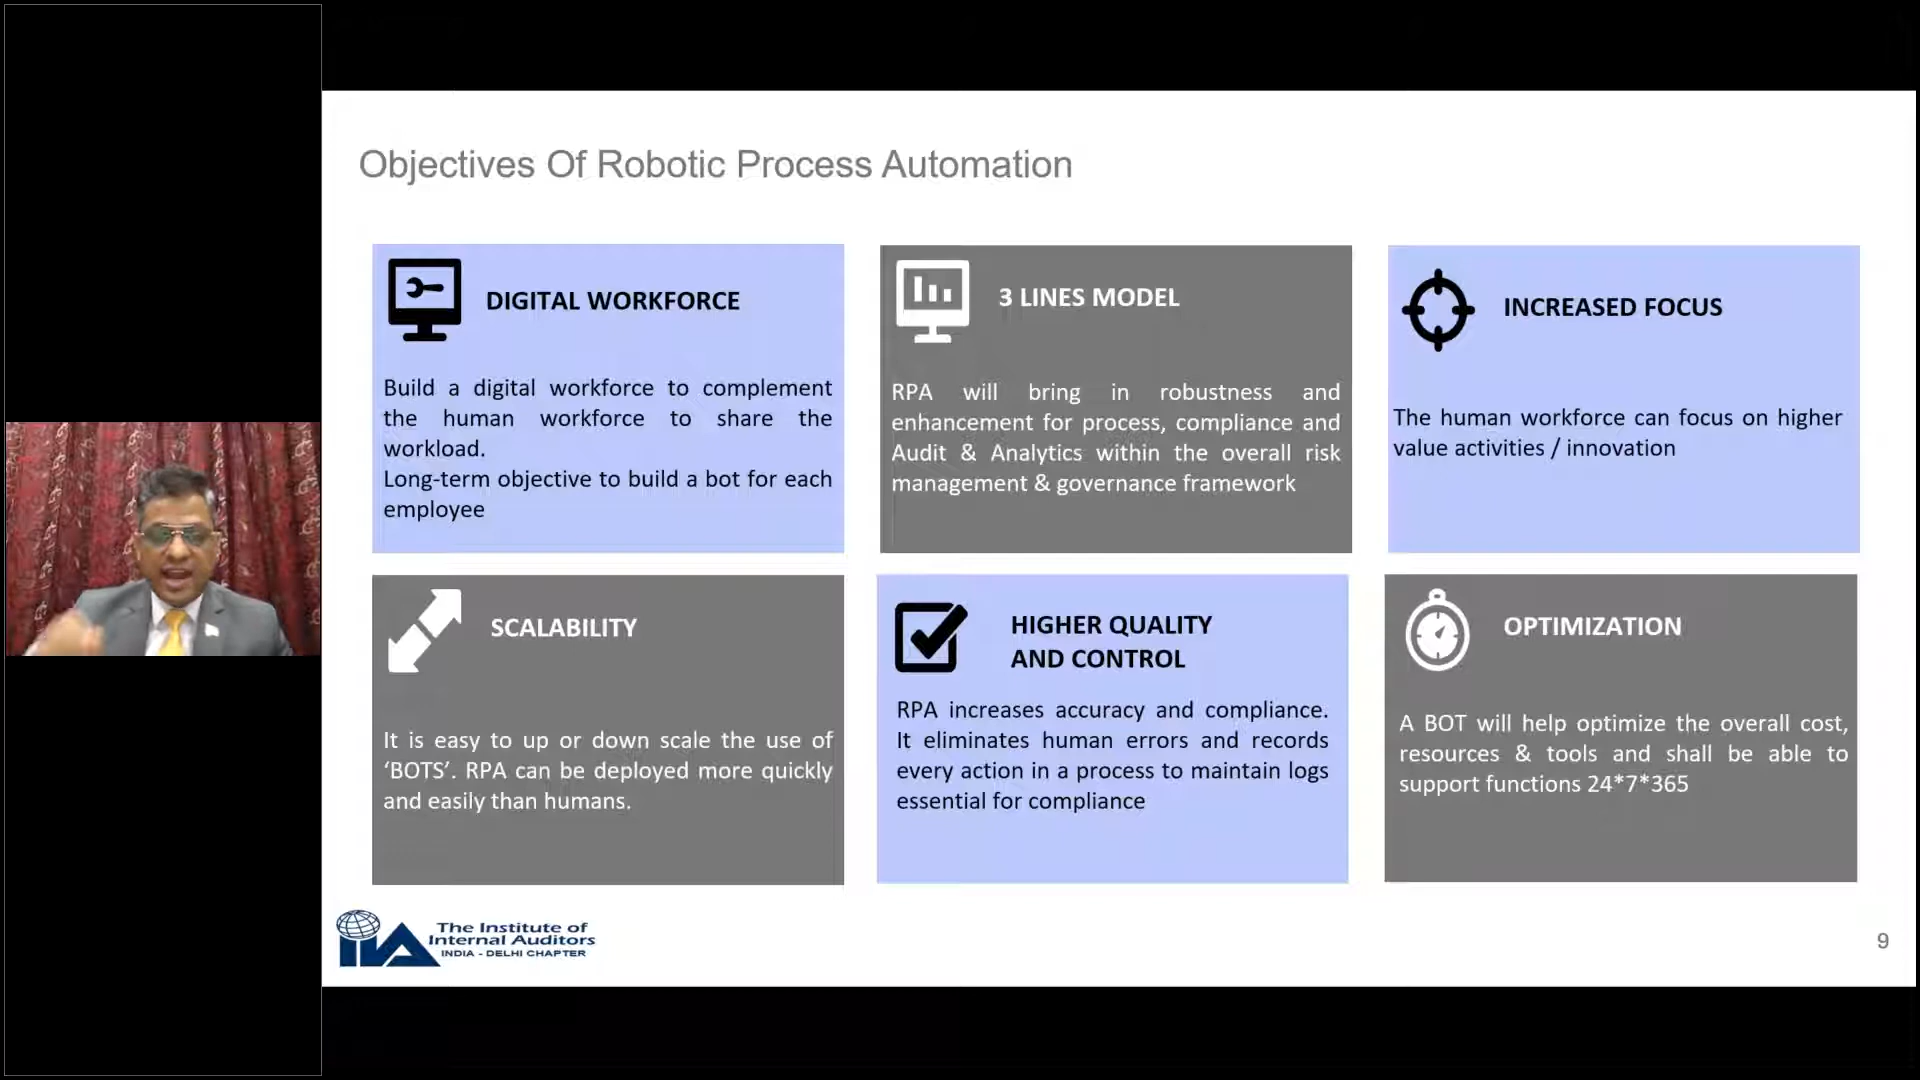 Objectives Of Robotic Process Automation
DIGITAL WORKFORCE
Build a digital workforce to complement
the human workforce to share the
workload.
Long-term objective to build a bot for each
employee
3 LINES MODEL
RPA will bring in robustness and
enhancement for process, compliance and
Audit & Analytics within the overall risk
management & governance framework
INCREASED FOCUS
The human workforce can focus on higher
value activities / innovation
SCALABILITY
It is easy to up or down scale the use of
‘BOTS’. RPA can be deployed more quickly
and easily than humans.
HIGHER QUALITY
AND CONTROL
RPA increases accuracy and compliance.
It eliminates human errors and records
every action in a process to maintain logs
essential for compliance
OPTIMIZATION
A BOT will help optimize the overall cost,
resources & tools and shall be able to
support functions 24*7*365
IIA
The Institute of
Internal Auditors
INDIA - DELHI CHAPTER
9